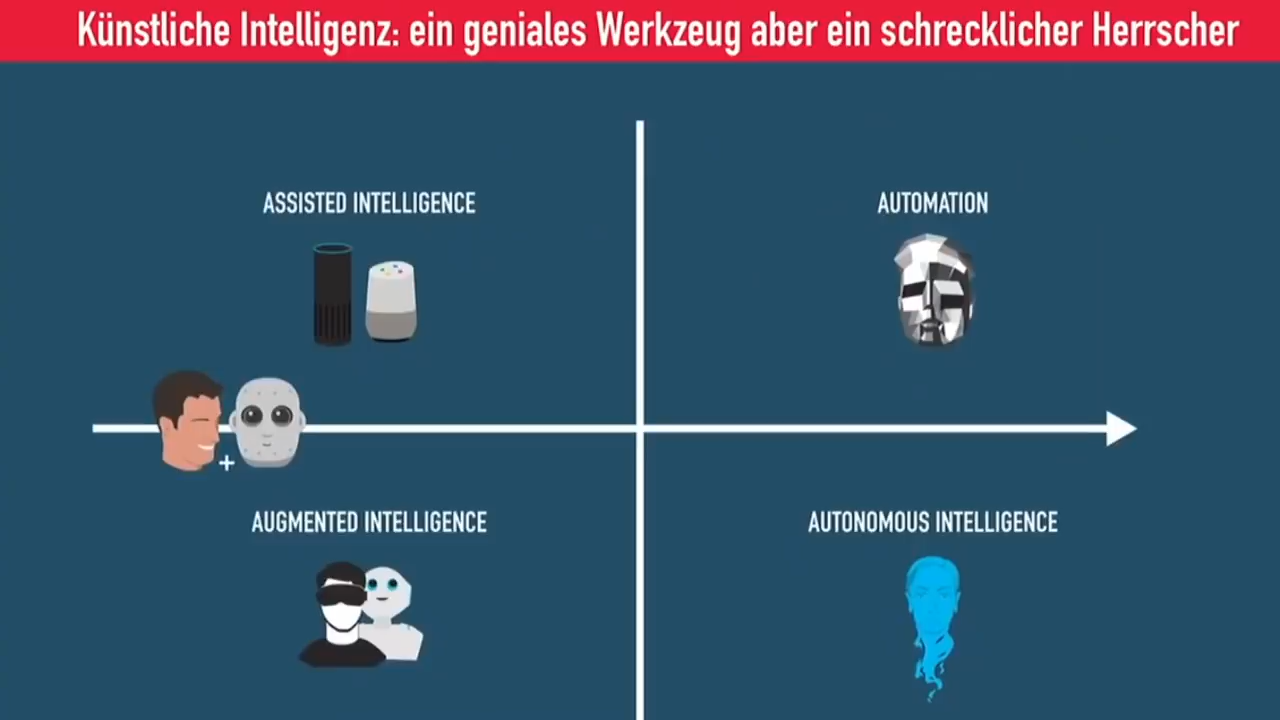 Künstliche Intelligenz: ein geniales Werkzeug aber ein schrecklicher Herrscher
ASSISTED INTELLIGENCE
AUTOMATION
+
AUGMENTED INTELLIGENCE
AUTONOMOUS INTELLIGENCE